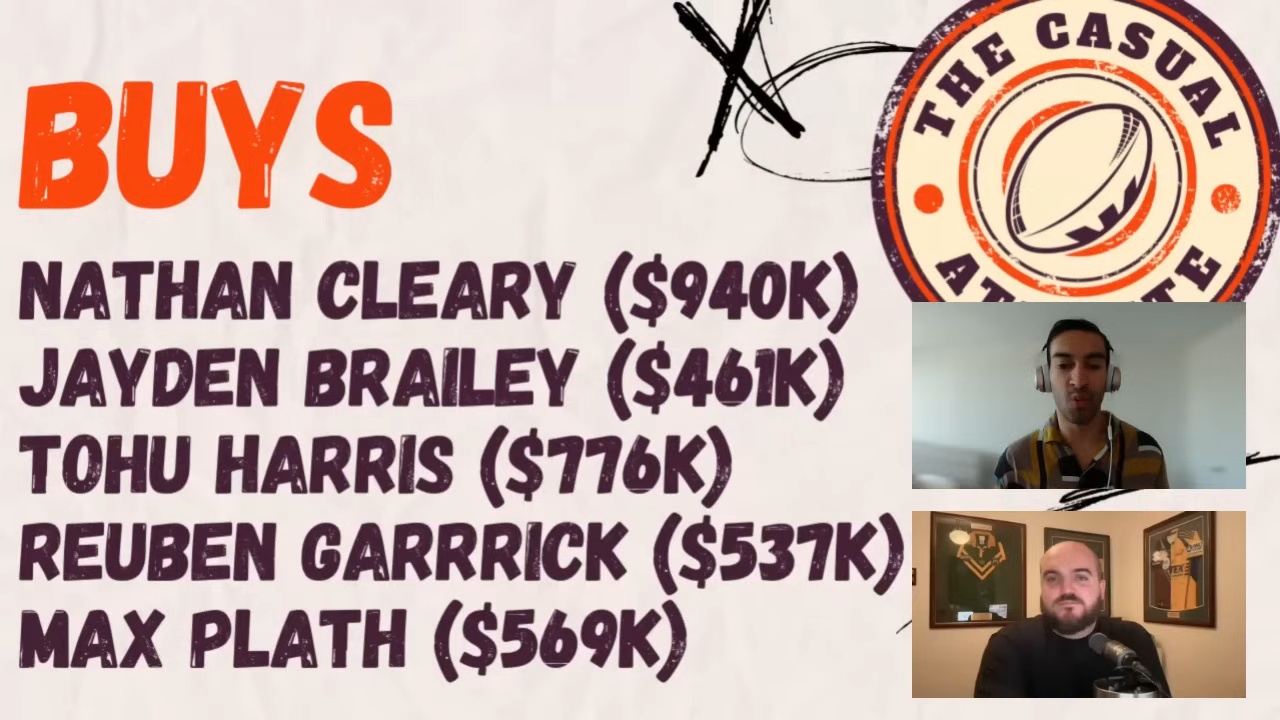 BUYS
NATHAN CLEARY ($940K)
JAYDEN BRAILEY ($461K)
TOHU HARRIS ($776K)
REUBEN GARRRICK ($537K)
MAX PLATH ($569K)
THE CASUAL